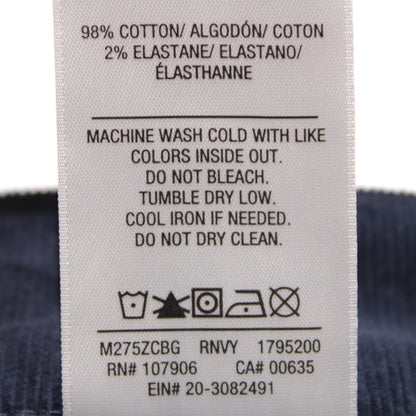 98% COTTON/ ALGODÓN/ COTON
2% ELASTANE/ ELASTANO/
ÉLASTHANNE
MACHINE WASH COLD WITH LIKE
COLORS INSIDE OUT.
DO NOT BLEACH.
TUMBLE DRY LOW.
COOL IRON IF NEEDED.
DO NOT DRY CLEAN.
M275ZCBG RNVY 1795200
RN# 107906 CA# 00635
EIN# 20-3082491